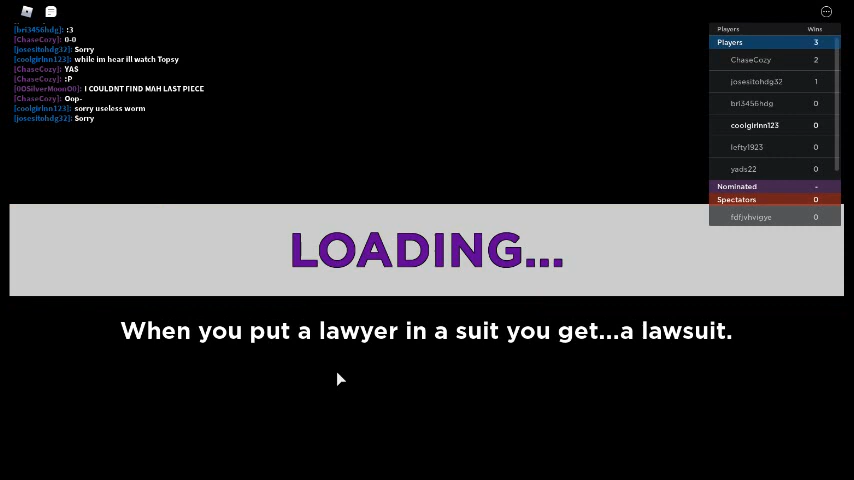 [bri3456hdg]: :3
[ChaseCozy]: 0-0
[josesitohdg32]: Sorry
[coolgirlnn123]: while im hear ill watch Topsy
[ChaseCozy]: YAS
[ChaseCozy]: :P
[0OSilverMoonO0]: I COULDNT FIND MAH LAST PIECE
[ChaseCozy]: Oop-
[coolgirlnn123]: sorry useless worm
[josesitohdg32]: Sorry
Players Wins
Players 3
ChaseCozy 2
josesitohdg32 1
bri3456hdg 0
coolgirlnn123 0
lefty1923 0
yads22 0
Nominated -
Spectators 0
fdfjvhvigye 0
LOADING...
When you put a lawyer in a suit you get...a lawsuit.